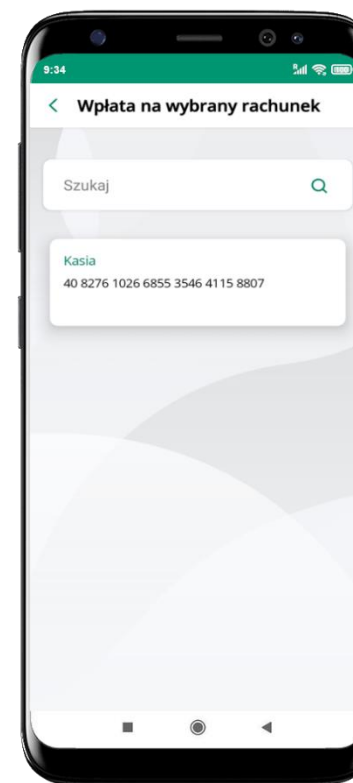 9:34
Wpłata na wybrany rachunek
Szukaj
Kasia
40 8276 1026 6855 3546 4115 8807